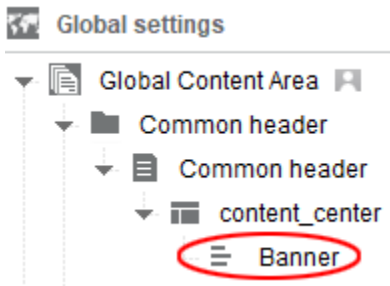 Global settings
Global Content Area
Common header
Common header
content_center
Banner